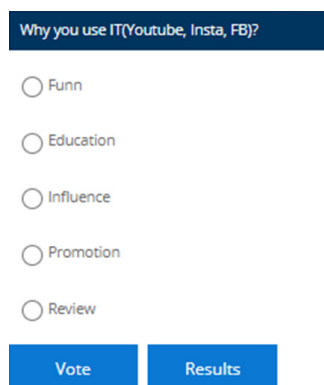 Why you use IT(Youtube, Insta, FB)?
Funn
Education
Influence
Promotion
Review
Vote Results